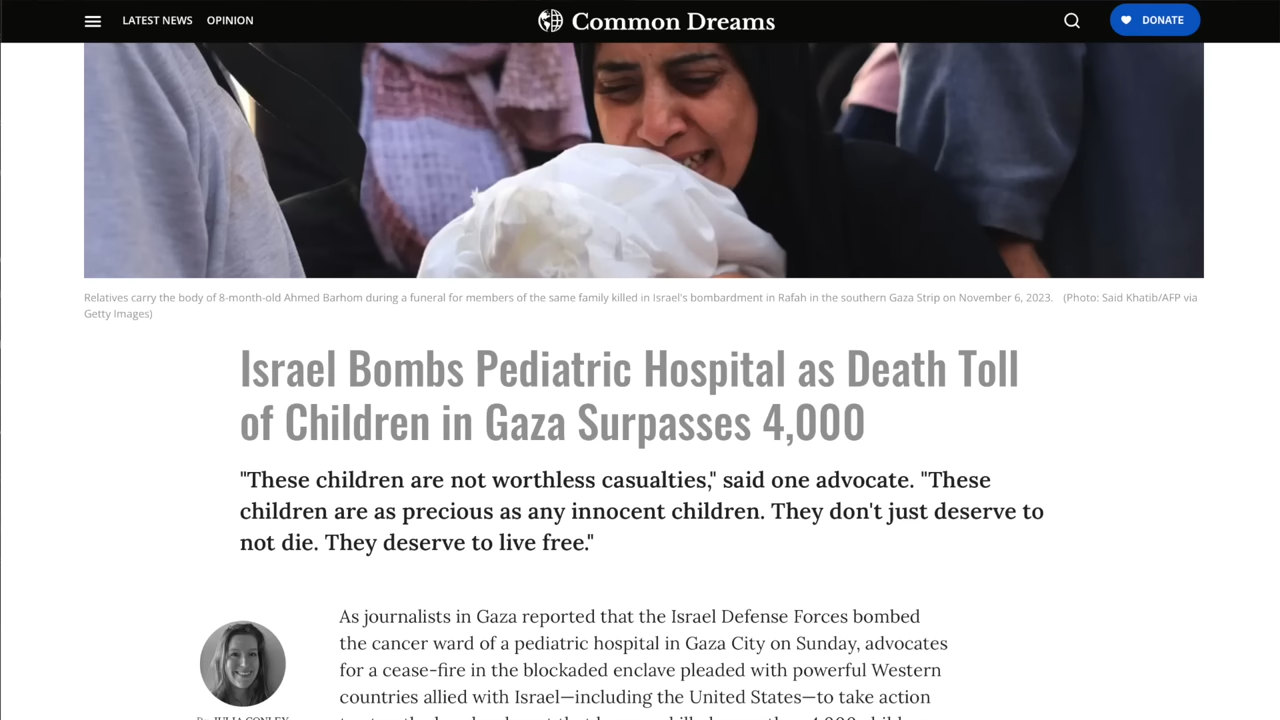 LATEST NEWS OPINION Common Dreams DONATE
Relatives carry the body of 8-month-old Ahmed Barhom during a funeral for members of the same family killed in Israel's bombardment in Rafah in the southern Gaza Strip on November 6, 2023. (Photo: Said Khatib/AFP via
Getty Images)
Israel Bombs Pediatric Hospital as Death Toll
of Children in Gaza Surpasses 4,000
"These children are not worthless casualties," said one advocate. "These
children are as precious as any innocent children. They don't just deserve to
not die. They deserve to live free."
As journalists in Gaza reported that the Israel Defense Forces bombed
the cancer ward of a pediatric hospital in Gaza City on Sunday, advocates
for a cease-fire in the blockaded enclave pleaded with powerful Western
countries allied with Israel—including the United States—to take action